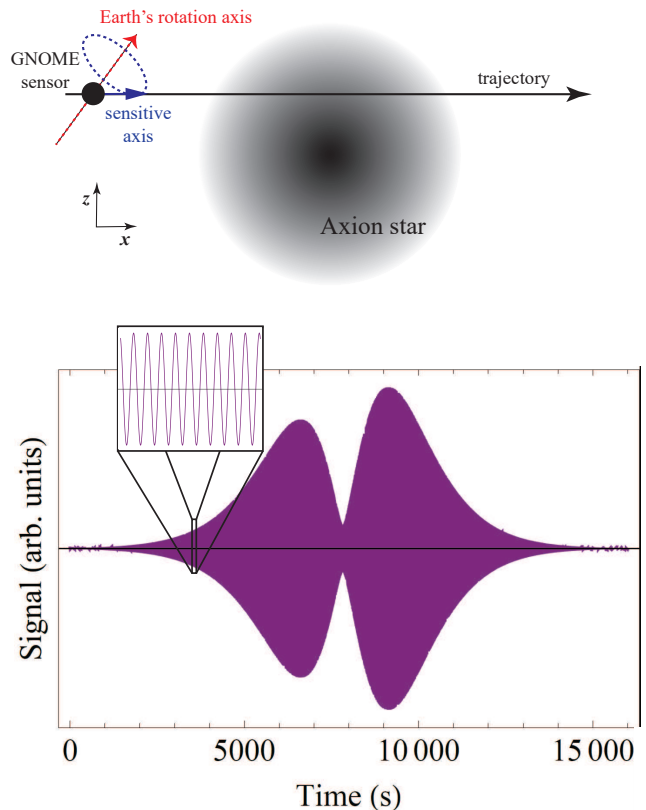 Earth's rotation axis
GNOME
sensor
trajectory
sensitive
axis
z
x
Axion star
Signal (arb. units)
0
5000
10 000
15 000
Time (s)